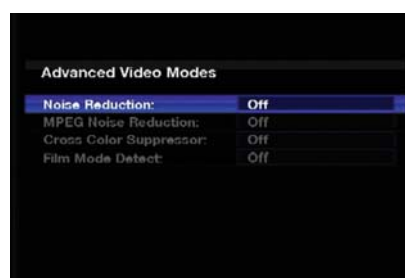 Advanced Video Modes
Noise Reduction: Off
MPEG Noise Reduction: Off
Cross Color Suppressor: Off
Film Mode Detect: Off